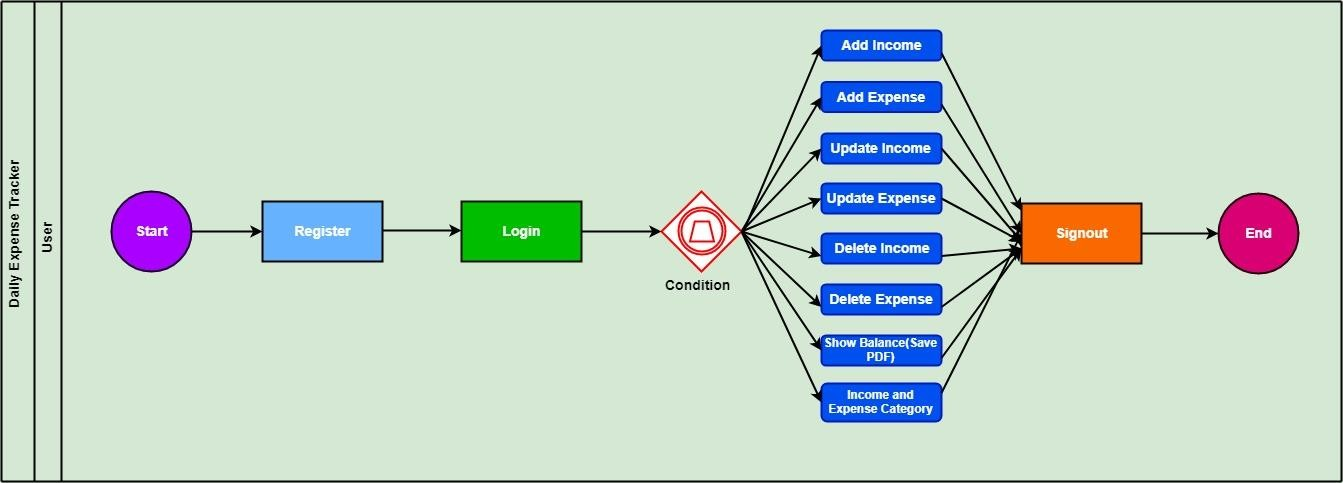 Daily Expense Tracker
User
Start
Register
Login
Condition
Add Income
Add Expense
Update Income
Update Expense
Delete Income
Delete Expense
Show Balance(Save
PDF)
Income and
Expense Category
Signout
End